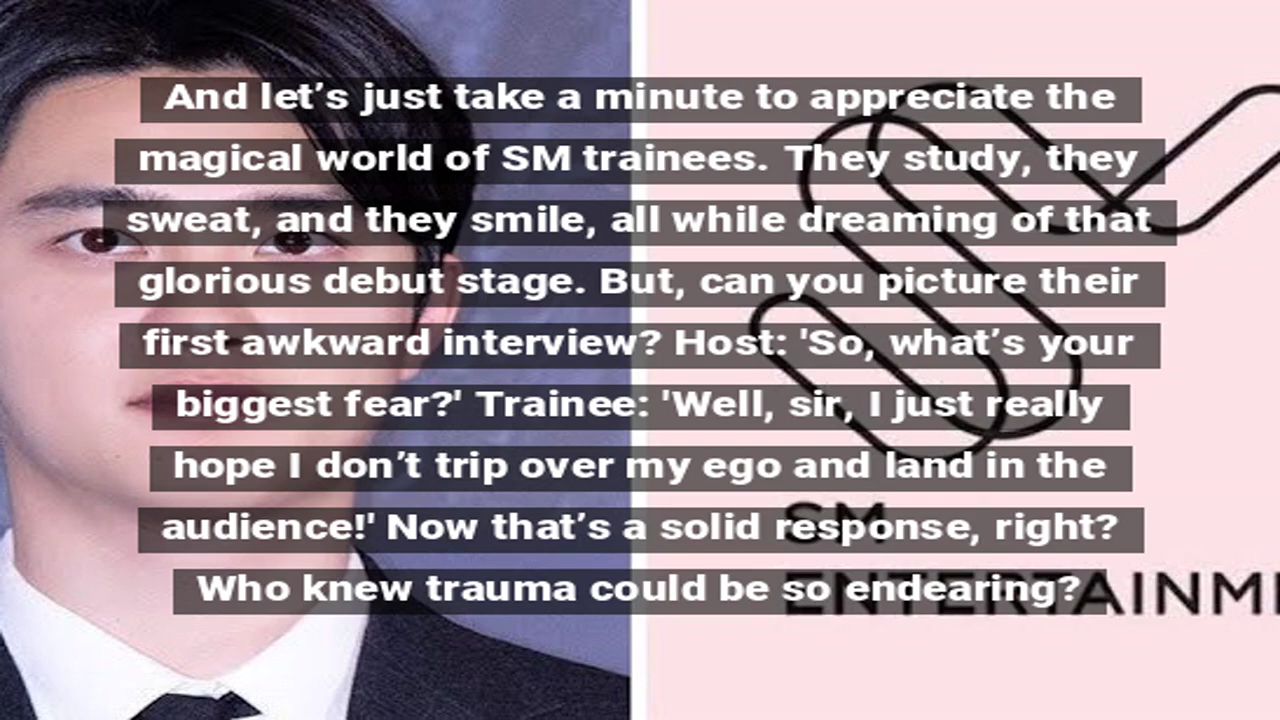 And let's just take a minute to appreciate the
magical world of SM trainees. They study, they
sweat, and they smile, all while dreaming of that
glorious debut stage. But, can you picture their
first awkward interview? Host: 'So, what's your
biggest fear?' Trainee: 'Well, sir, I just really
hope I don't trip over my ego and land in the
audience!' Now that's a solid response, right?
Who knew trauma could be so endearing?
SM
ENTERTAINM